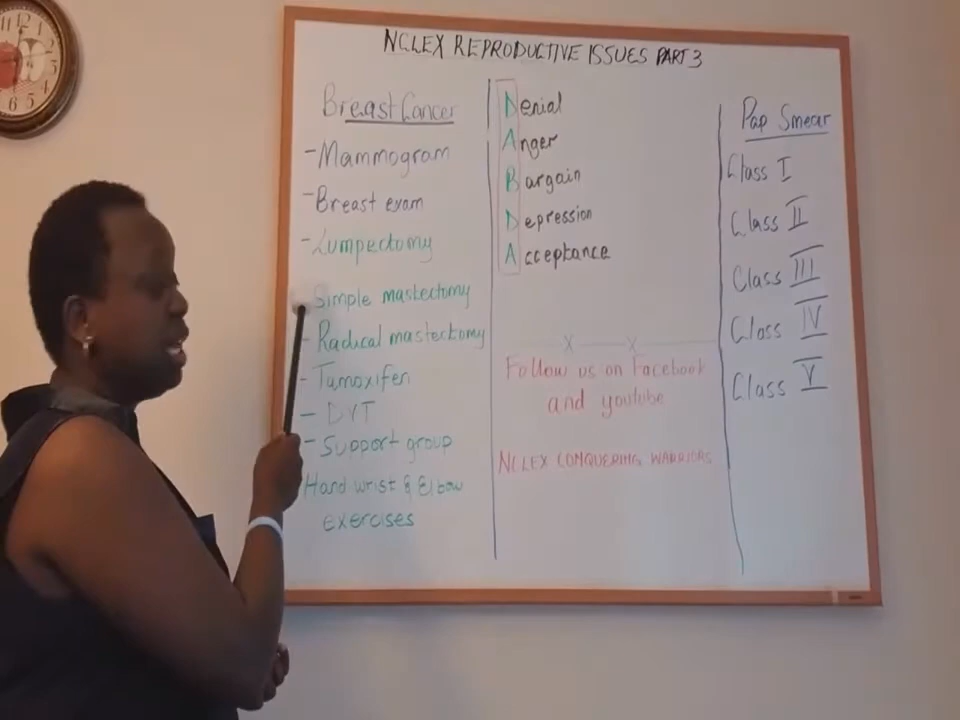 NCLEX REPRODUCTIVE ISSUES PART 3
Breast Cancer
- Mammogram
- Breast exam
- Lumpectomy
- Simple mastectomy
- Radical mastectomy
- Tamoxifen
- DVT
- Support group
Hand wrist & Elbow
exercises
Denial
Anger
Bargain
Depression
Acceptance
X X
Follow us on Facebook
and youtube
NCLEX CONQUERING WARRIORS
Pap Smear
Class I
Class II
Class III
Class IV
Class V